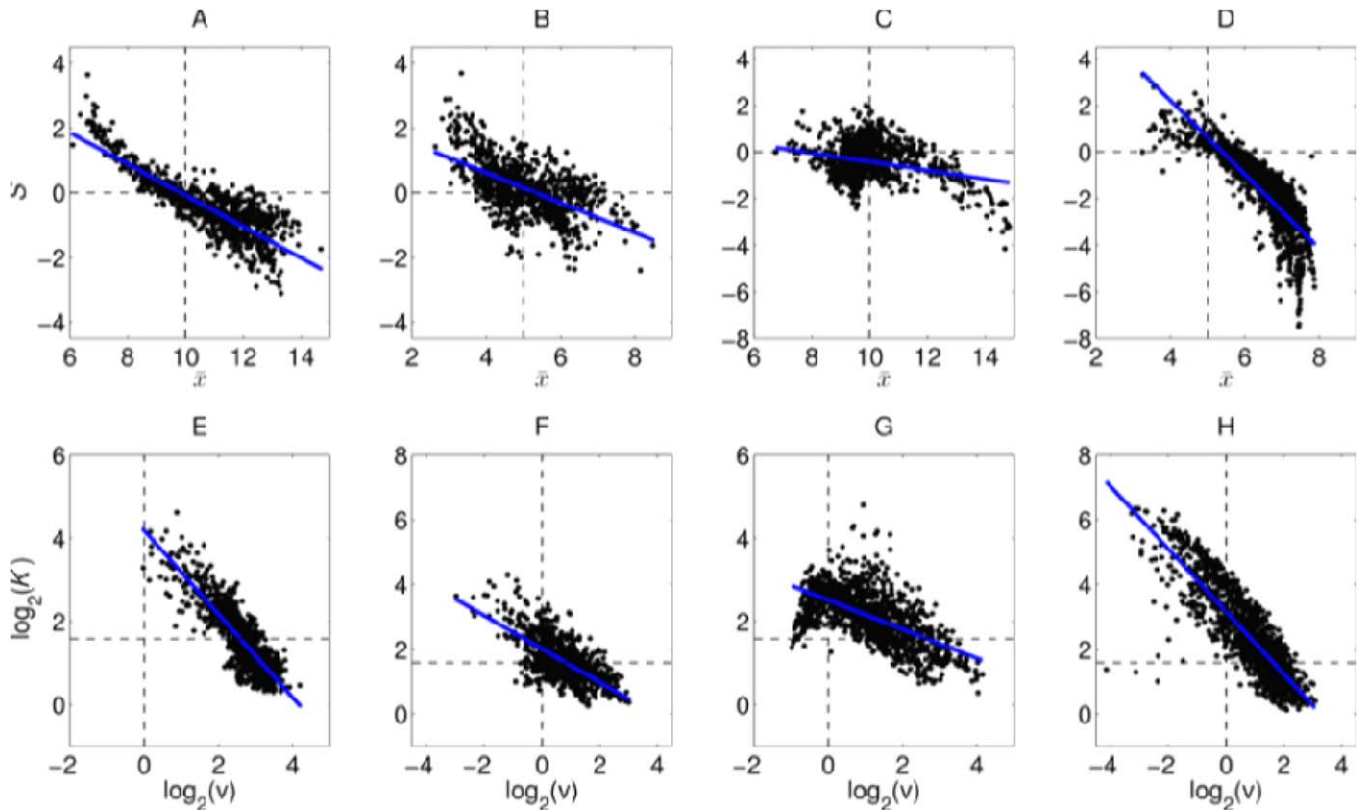 A B C D
4 4 4 4
2 2 2 2
0 0 0 0
−2 −2 −2 −2
−4 −4 −4 −4
−6 −6
−8 −8
S
6 8 10 12 14 2 4 6 8 6 8 10 12 14 2 4 6 8
x̄ x̄ x̄ x̄
E F G H
6 8 6 8
4 6 4 6
2 4 2 4
0 2 0 2
0 0
log₂(K)
−2 0 2 4 −4 −2 0 2 4 −2 0 2 4 −4 −2 0 2 4
log₂(v) log₂(v) log₂(v) log₂(v)